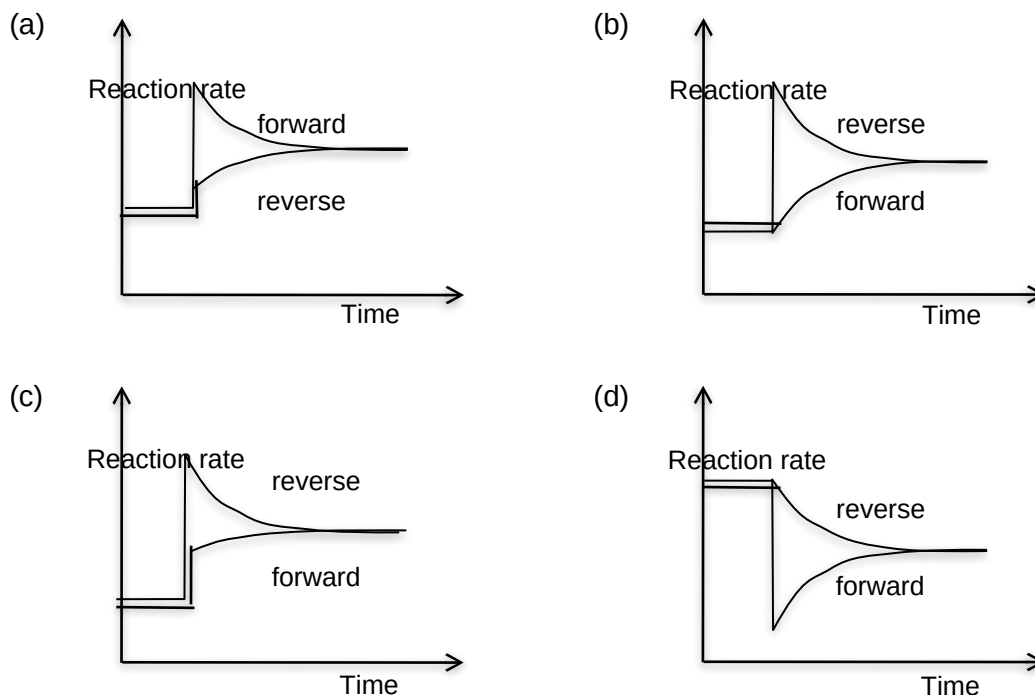 (a)
Reaction rate
forward
reverse
Time
(b)
Reaction rate
reverse
forward
Time
(c)
Reaction rate
reverse
forward
Time
(d)
Reaction rate
reverse
forward
Time